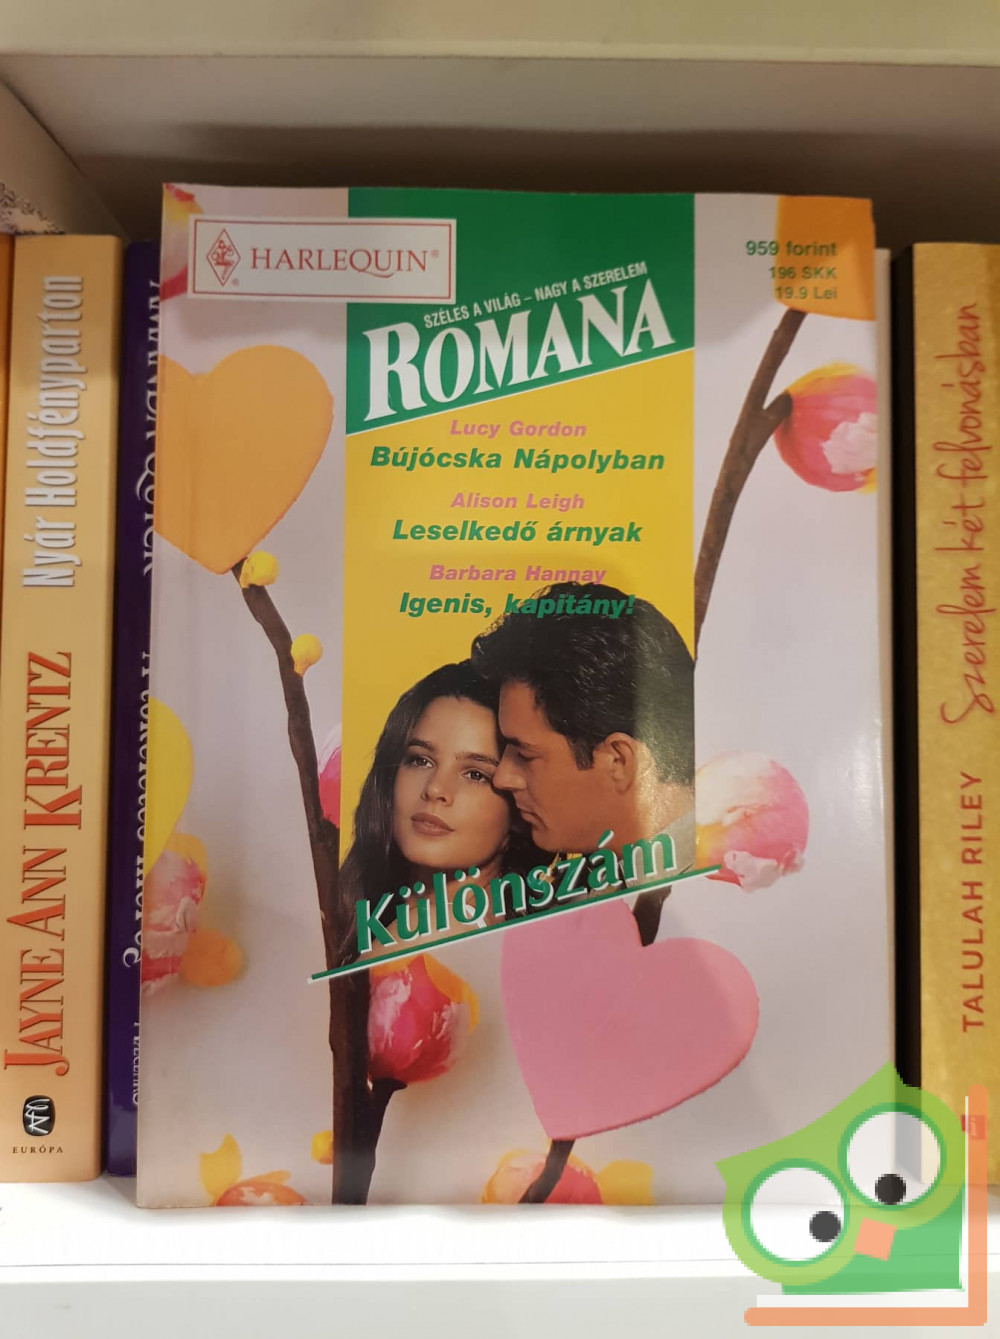 HARLEQUIN®
959 forint
196 SKK
19.9 Lei
SZÉLES A VILÁG – NAGY A SZERELEM
ROMANA
Lucy Gordon
Bújócska Nápolyban
Alison Leigh
Leselkedő árnyak
Barbara Hannay
Igenis, kapitány!
Különszám
JAYNE ANN KRENTZ
Nyár Holdfényparton
EURÓPA
TALULAH RILEY
Szerelem két felvonásban